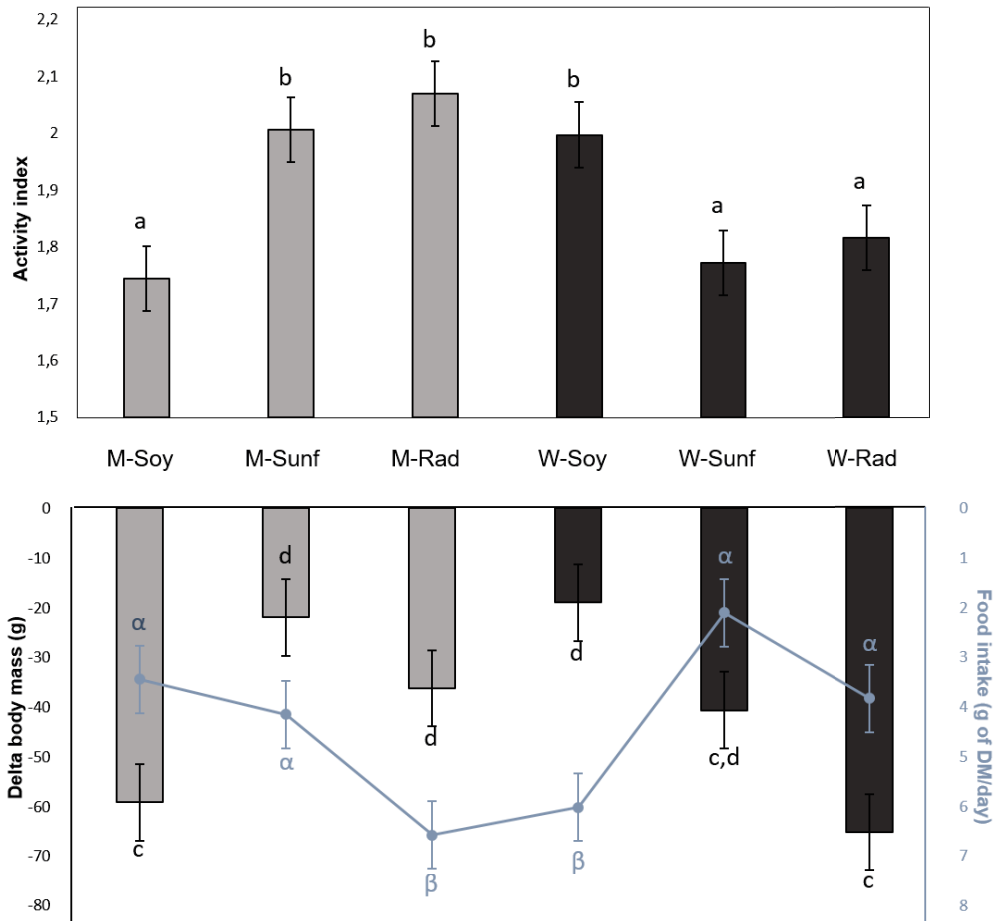 2,2
2,1
2
1,9
1,8
1,7
1,6
1,5
Activity index
a
b
b
b
a
a
M-Soy M-Sunf M-Rad W-Soy W-Sunf W-Rad
0
-10
-20
-30
-40
-50
-60
-70
-80
Delta body mass (g)
c
d
d
d
c,d
c
α
α
β
β
α
α
0
1
2
3
4
5
6
7
8
Food intake (g of DM/day)